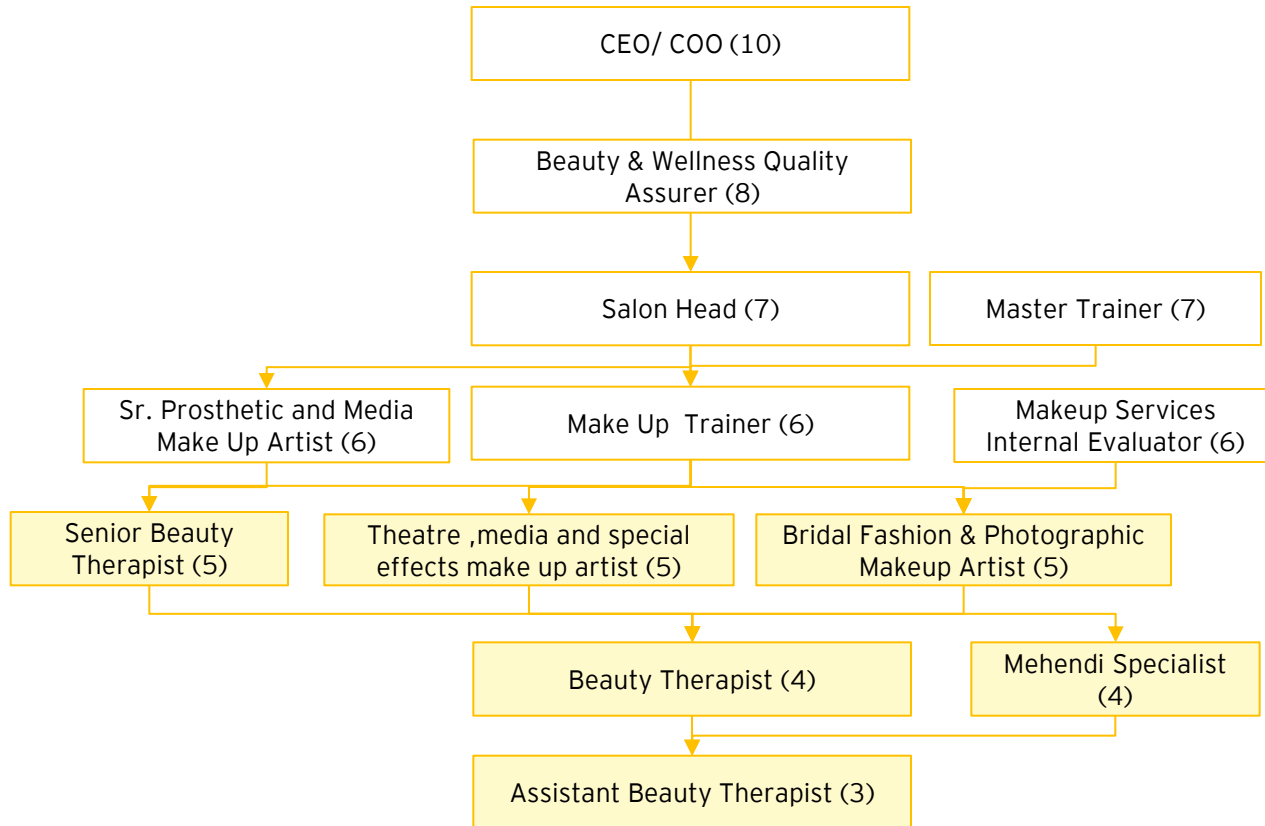 CEO/ COO (10)
Beauty & Wellness Quality
Assurer (8)
Salon Head (7)
Master Trainer (7)
Sr. Prosthetic and Media
Make Up Artist (6)
Make Up  Trainer (6)
Makeup Services
Internal Evaluator (6)
Senior Beauty
Therapist (5)
Theatre ,media and special
effects make up artist (5)
Bridal Fashion & Photographic
Makeup Artist (5)
Beauty Therapist (4)
Mehendi Specialist
(4)
Assistant Beauty Therapist (3)